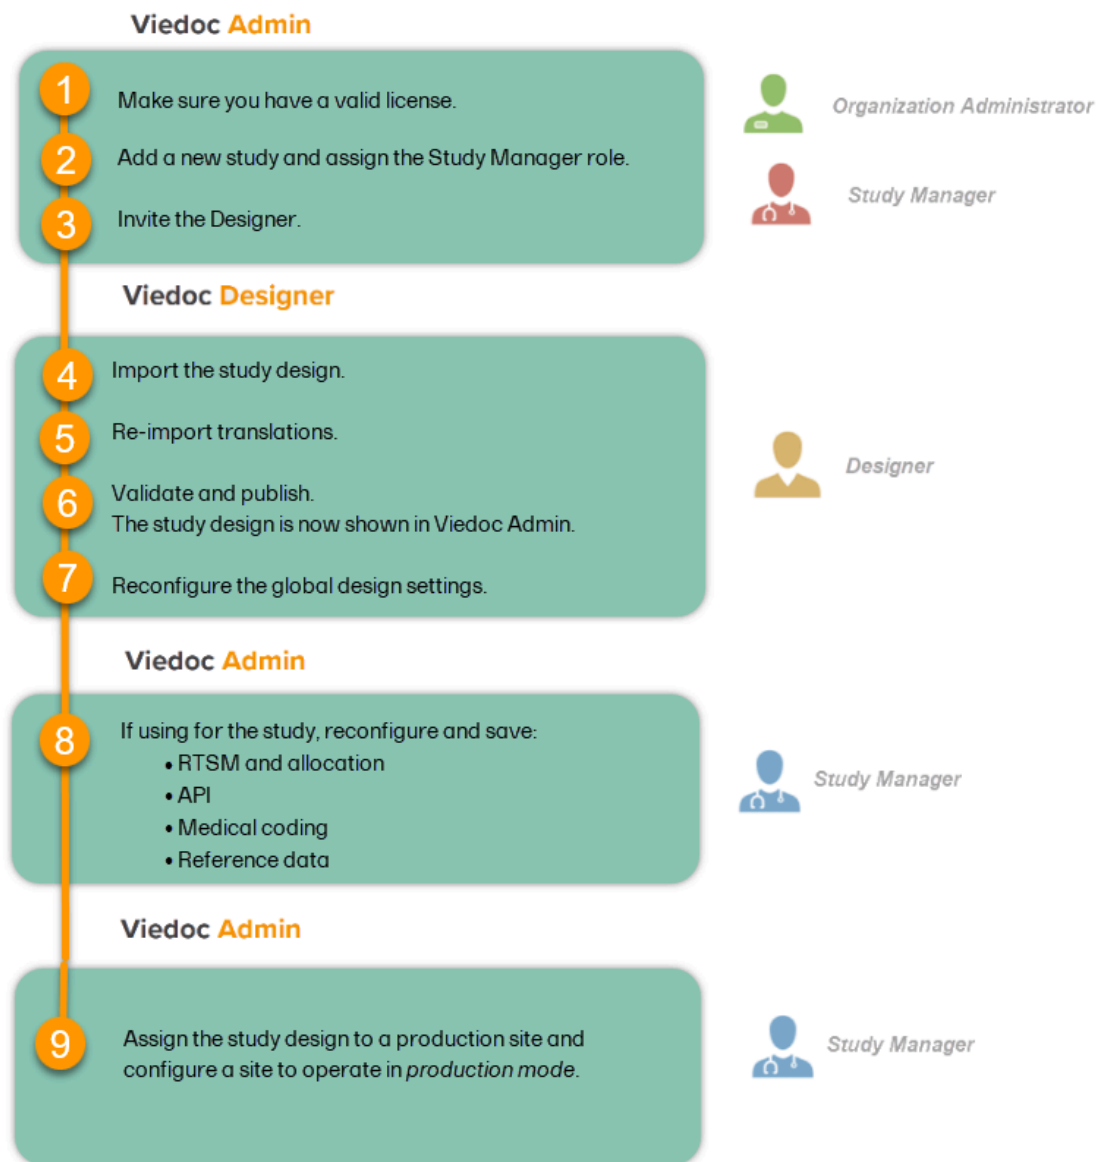 Viedoc Admin
1
Make sure you have a valid license.
Organization Administrator
2
Add a new study and assign the Study Manager role.
Study Manager
3
Invite the Designer.
Viedoc Designer
4
Import the study design.
5
Re-import translations.
Designer
6
Validate and publish.
The study design is now shown in Viedoc Admin.
7
Reconfigure the global design settings.
Viedoc Admin
8
If using for the study, reconfigure and save:
• RTSM and allocation
• API
• Medical coding
• Reference data
Study Manager
Viedoc Admin
9
Assign the study design to a production site and
configure a site to operate in production mode.
Study Manager